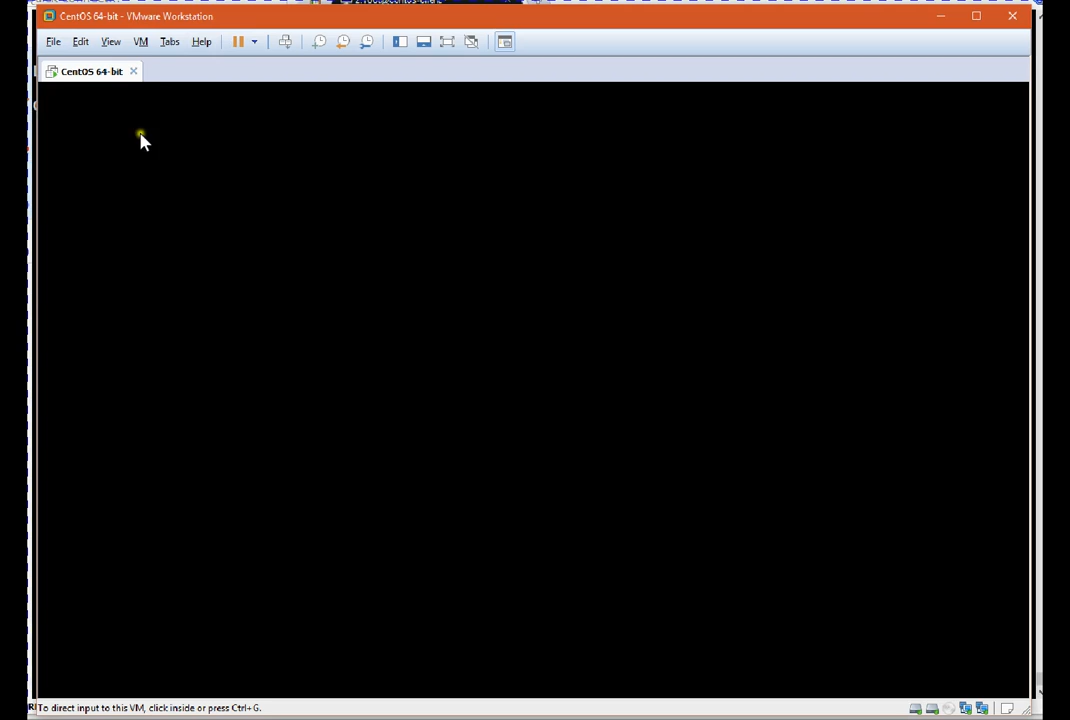 CentOS 64-bit - VMware Workstation
File Edit View VM Tabs Help
CentOS 64-bit
To direct input to this VM, click inside or press Ctrl+G.